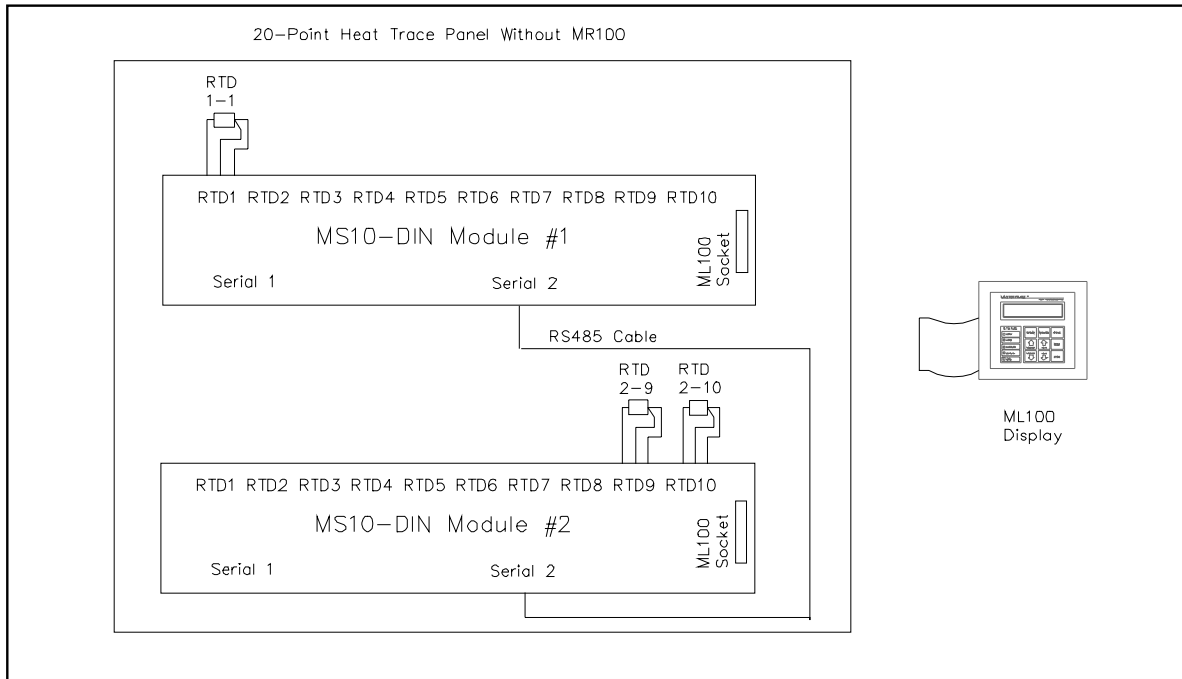 20-Point Heat Trace Panel Without MR100
RTD
1-1
RTD1 RTD2 RTD3 RTD4 RTD5 RTD6 RTD7 RTD8 RTD9 RTD10
MS10-DIN Module #1
ML100
Socket
Serial 1
Serial 2
RS485 Cable
RTD
2-9
RTD
2-10
RTD1 RTD2 RTD3 RTD4 RTD5 RTD6 RTD7 RTD8 RTD9 RTD10
MS10-DIN Module #2
ML100
Socket
Serial 1
Serial 2
ML100
Display